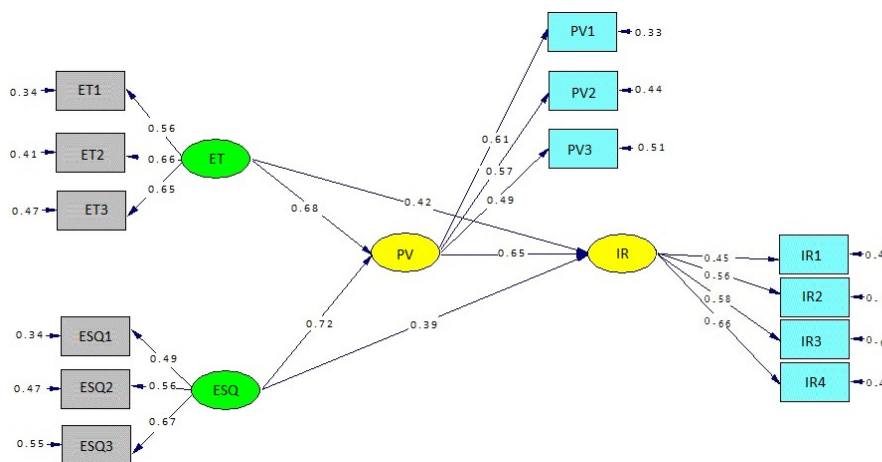 PV1
0.33
ET1
0.34
PV2
0.44
0.56
0.61
ET2
0.41
0.66
ET
PV3
0.51
0.57
0.65
ET3
0.47
0.42
0.49
0.68
PV
0.65
IR
0.45
IR1
0.56
IR2
0.58
0.66
IR3
IR4
ESQ1
0.34
0.72
0.39
0.49
ESQ2
0.47
0.56
ESQ
0.67
ESQ3
0.55